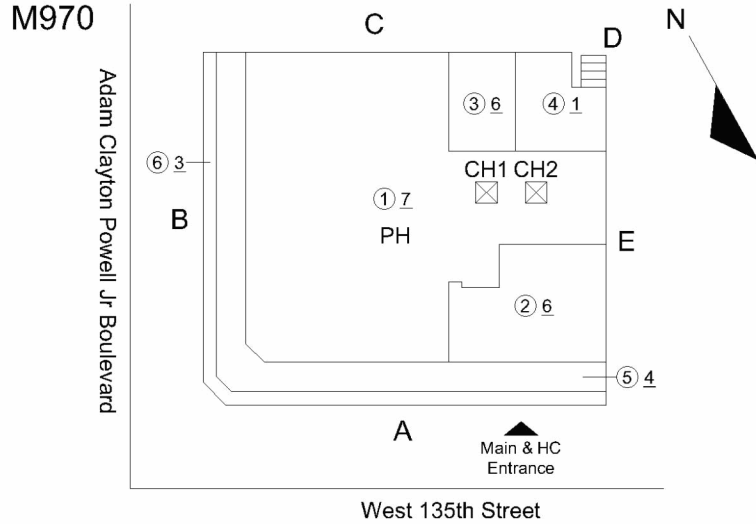 M970
C
D
N
③ 6
④ 1
Adam Clayton Powell Jr Boulevard
⑥ 3
CH1 CH2
① 7
B
PH
E
② 6
⑤ 4
A
Main & HC
Entrance
West 135th Street